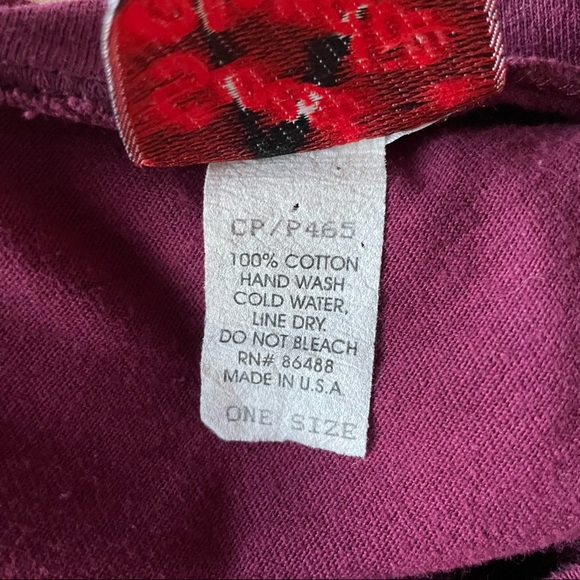 CP/P465
100% COTTON
HAND WASH
COLD WATER,
LINE DRY.
DO NOT BLEACH
RN# 86488
MADE IN U.S.A.
ONE SIZE